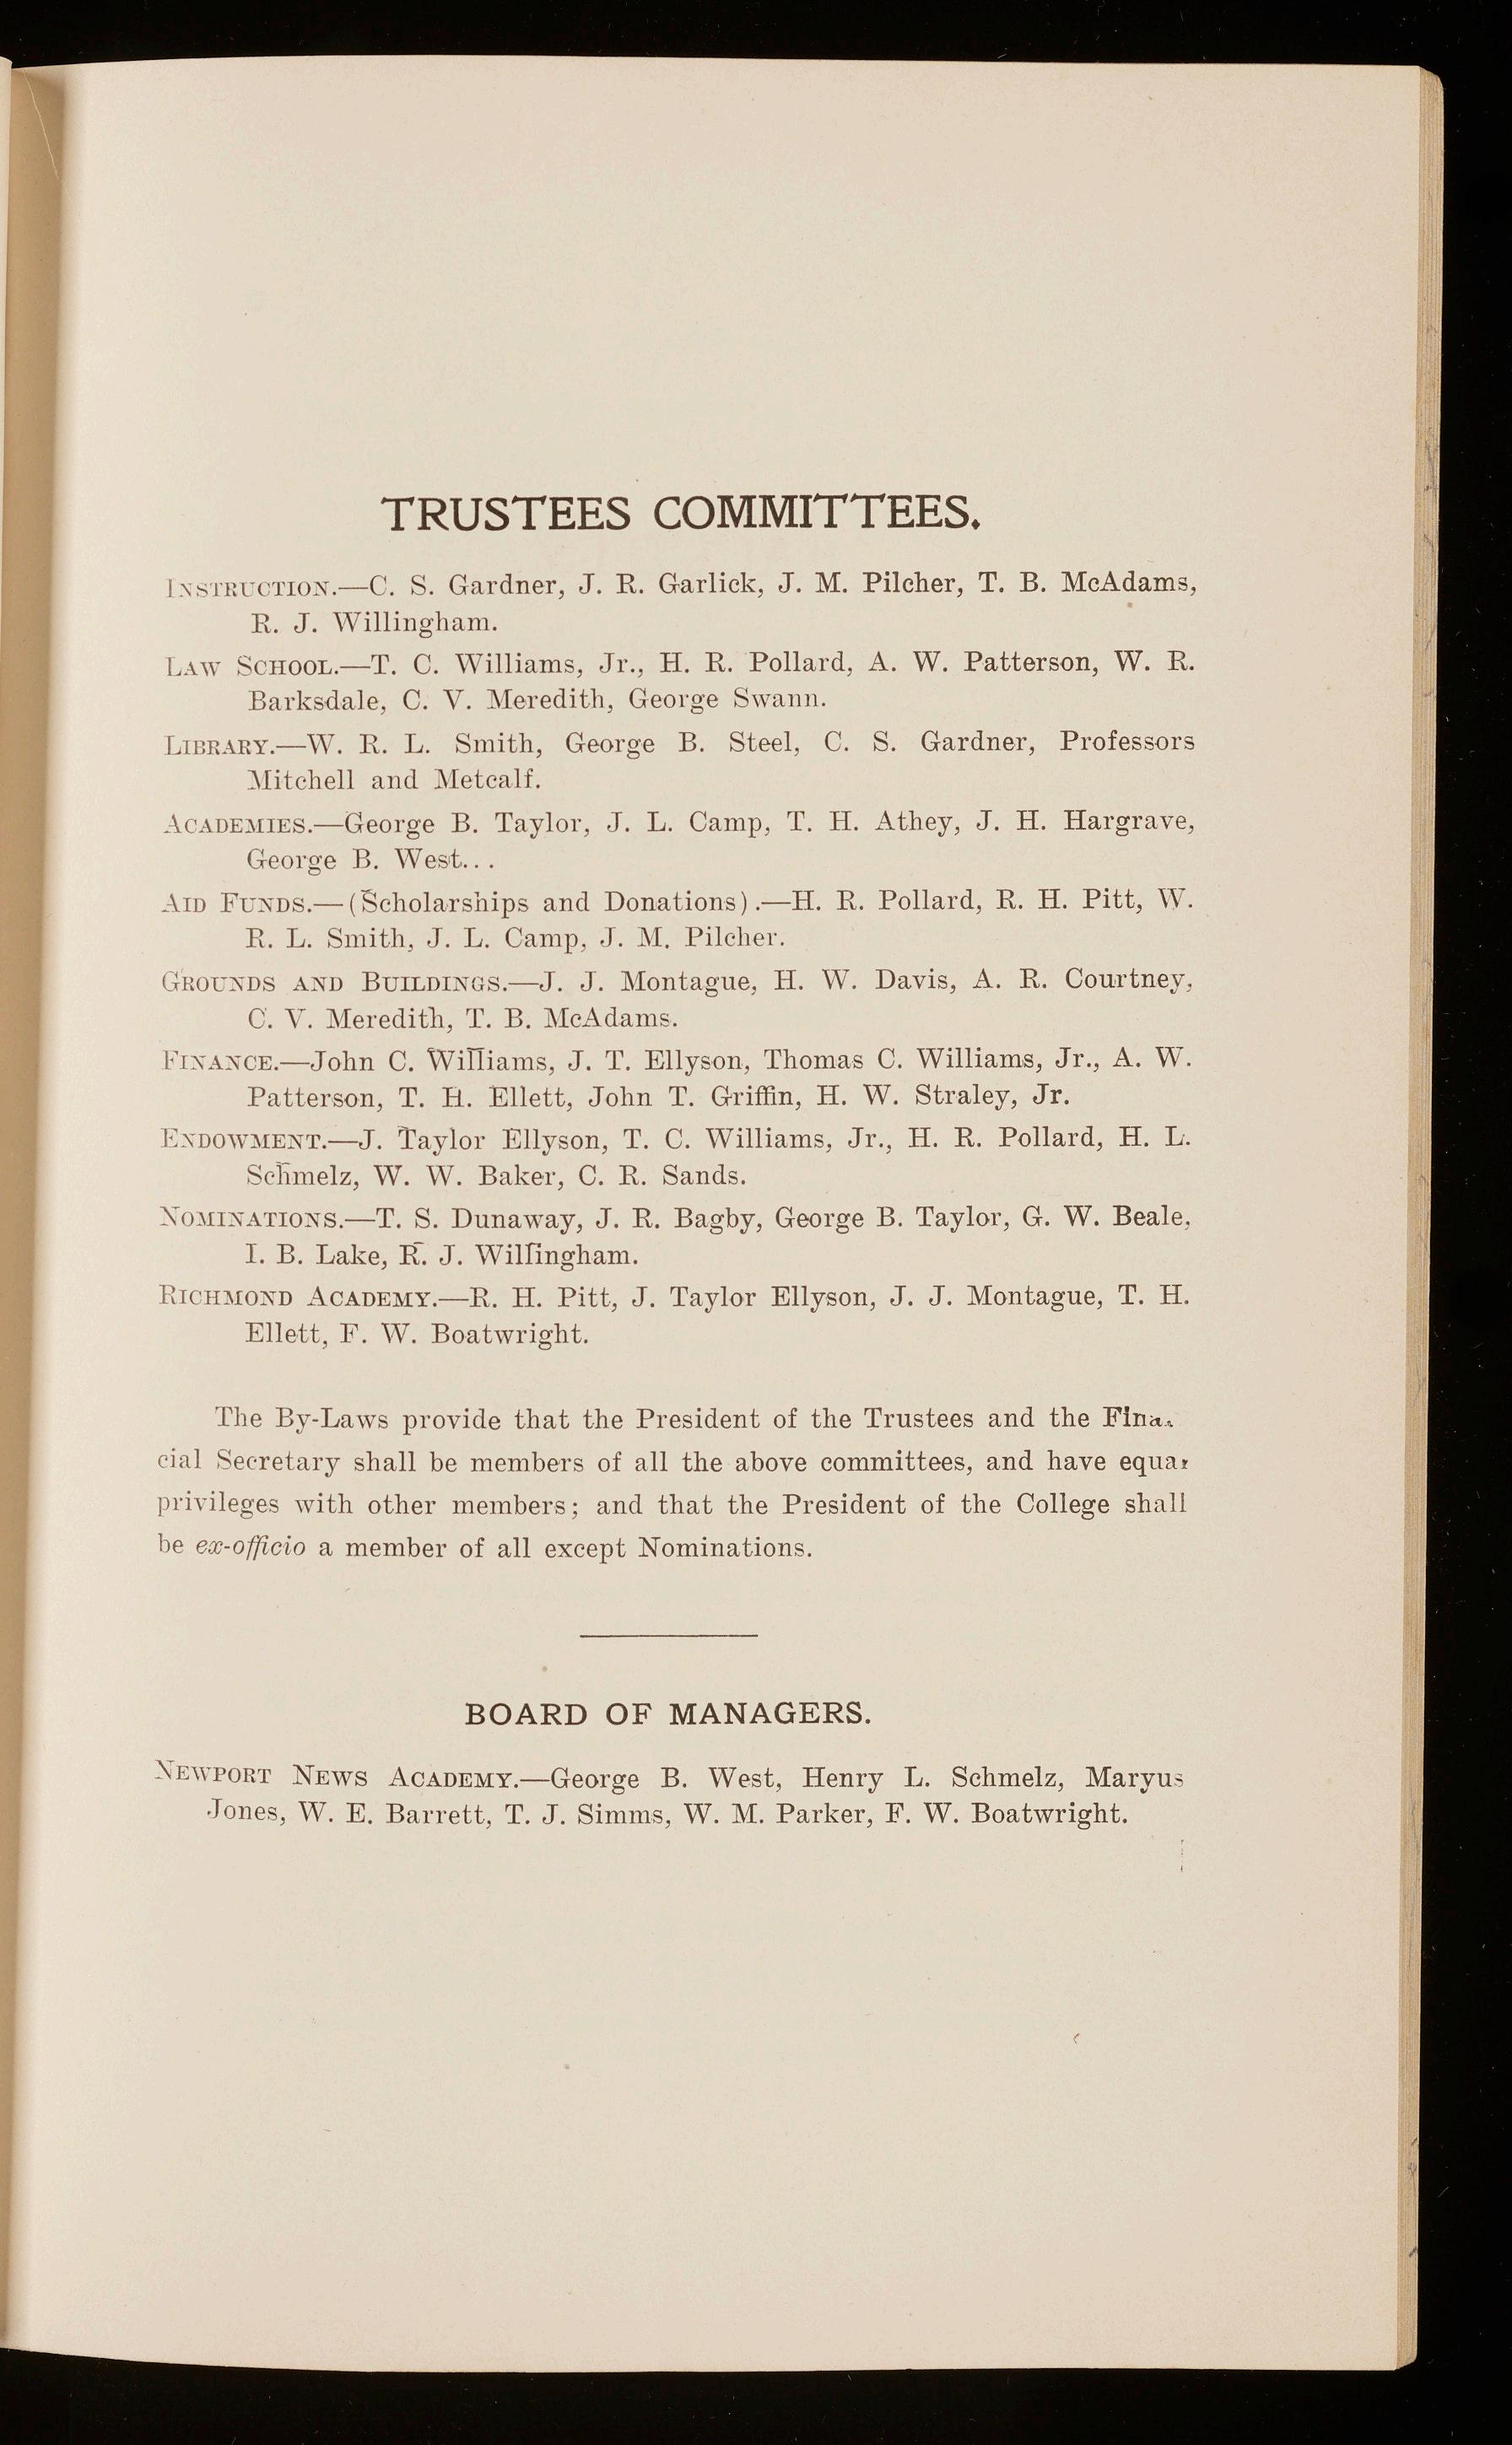 TRUSTEES COMMITTEES.
INSTRUCTION.—C. S. Gardner, J. R. Garlick, J. M. Pilcher, T. B. McAdams,
R. J. Willingham.
LAW SCHOOL.—T. C. Williams, Jr., H. R. Pollard, A. W. Patterson, W. R.
Barksdale, C. V. Meredith, George Swann.
LIBRARY.—W. R. L. Smith, George B. Steel, C. S. Gardner, Professors
Mitchell and Metcalf.
ACADEMIES.—George B. Taylor, J. L. Camp, T. H. Athey, J. H. Hargrave,
George B. West...
AID FUNDS.—(Scholarships and Donations).—H. R. Pollard, R. H. Pitt, W.
R. L. Smith, J. L. Camp, J. M. Pilcher.
GROUNDS AND BUILDINGS.—J. J. Montague, H. W. Davis, A. R. Courtney,
C. V. Meredith, T. B. McAdams.
FINANCE.—John C. Williams, J. T. Ellyson, Thomas C. Williams, Jr., A. W.
Patterson, T. H. Ellett, John T. Griffin, H. W. Straley, Jr.
ENDOWMENT.—J. Taylor Ellyson, T. C. Williams, Jr., H. R. Pollard, H. L.
Schmelz, W. W. Baker, C. R. Sands.
NOMINATIONS.—T. S. Dunaway, J. R. Bagby, George B. Taylor, G. W. Beale,
I. B. Lake, R. J. Willingham.
RICHMOND ACADEMY.—R. H. Pitt, J. Taylor Ellyson, J. J. Montague, T. H.
Ellett, F. W. Boatwright.
The By-Laws provide that the President of the Trustees and the Finan-
cial Secretary shall be members of all the above committees, and have equal
privileges with other members; and that the President of the College shall
be ex-officio a member of all except Nominations.
BOARD OF MANAGERS.
NEWPORT NEWS ACADEMY.—George B. West, Henry L. Schmelz, Maryus
Jones, W. E. Barrett, T. J. Simms, W. M. Parker, F. W. Boatwright.